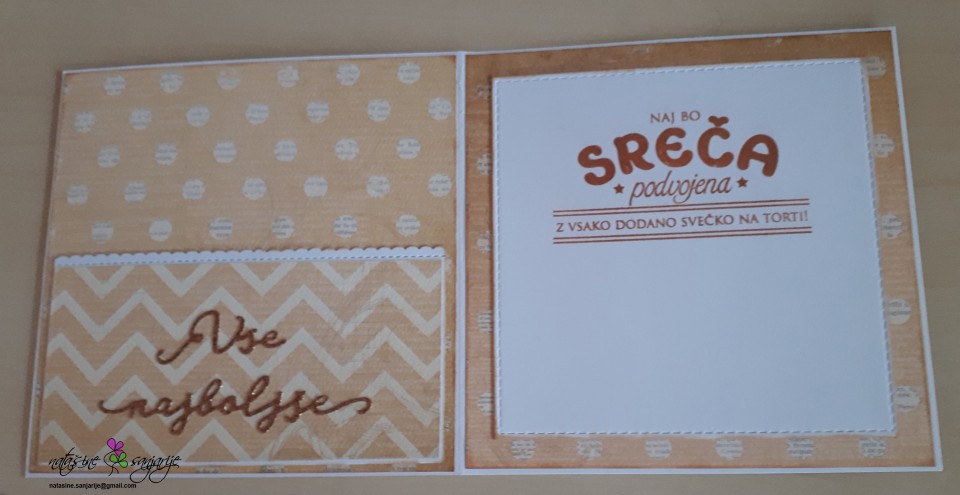 Vse
najboljše
NAJ BO
SREČA
podvojena
Z VSAKO DODANO SVEČKO NA TORTI!
natašine sanjarije
natasine.sanjarije@gmail.com